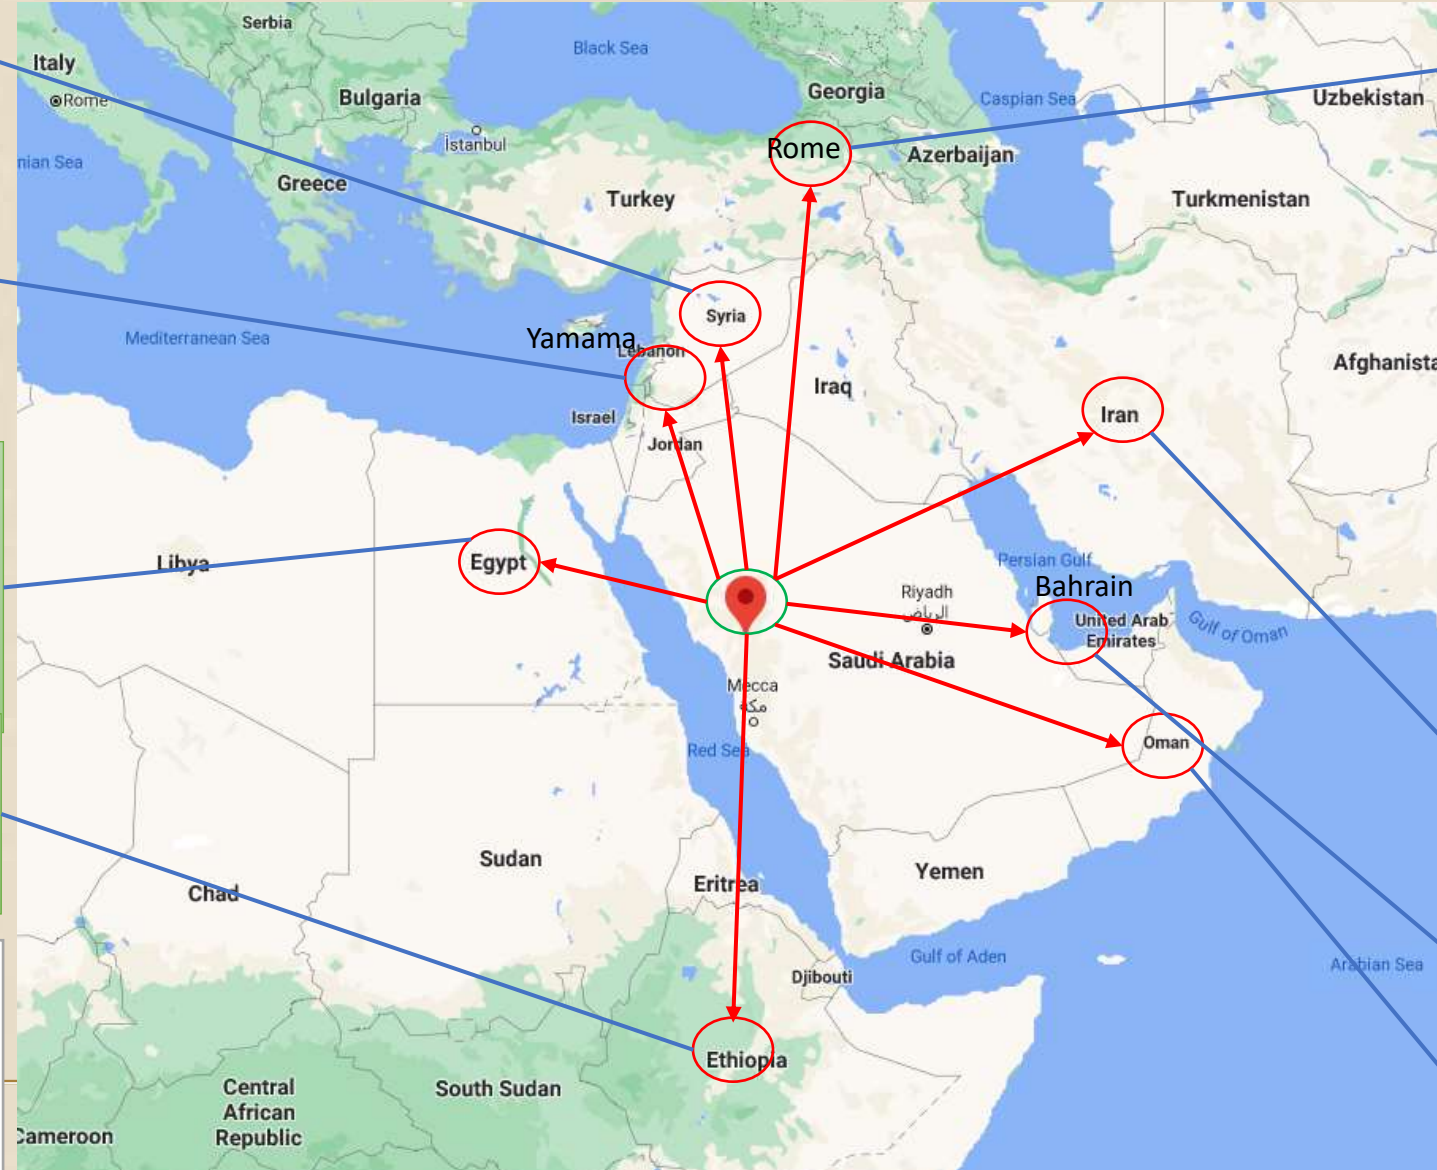 Serbia
Black Sea
Italy
Rome
Bulgaria
Georgia
Caspian Sea
Uzbekistan
İstanbul
Rome
Azerbaijan
nian Sea
Greece
Turkey
Turkmenistan
Syria
Mediterranean Sea
Yamama
Lebanon
Iraq
Afghanista
Iran
Israel
Jordan
Libya
Egypt
Persian Gulf
Bahrain
Riyadh
الرياض
United Arab
Emirates
Gulf of Oman
Saudi Arabia
Mecca
مكة
Red Sea
Oman
Sudan
Yemen
Eritrea
Chad
Gulf of Aden
Arabian Sea
Djibouti
Ethiopia
Central
African
Republic
South Sudan
Cameroon